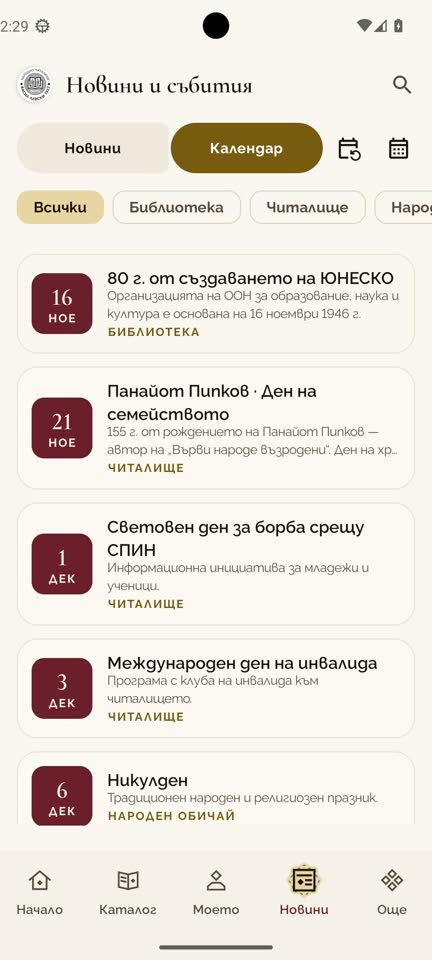 2:29
Новини и събития
Новини
Календар
Всички
Библиотека
Читалище
Наро
16
НОЕ
80 г. от създаването на ЮНЕСКО
Организацията на ООН за образование, наука и
култура е основана на 16 ноември 1946 г.
БИБЛИОТЕКА
21
НОЕ
Панайот Пипков · Ден на
семейството
155 г. от рождението на Панайот Пипков —
автор на „Върви народе възродени“. Ден на хр…
ЧИТАЛИЩЕ
1
ДЕК
Световен ден за борба срещу
СПИН
Информационна инициатива за младежи и
ученици.
ЧИТАЛИЩЕ
3
ДЕК
Международен ден на инвалида
Програма с клуба на инвалида към
читалището.
ЧИТАЛИЩЕ
6
ДЕК
Никулден
Традиционен народен и религиозен празник.
НАРОДЕН ОБИЧАЙ
Начало
Каталог
Моето
Новини
Още